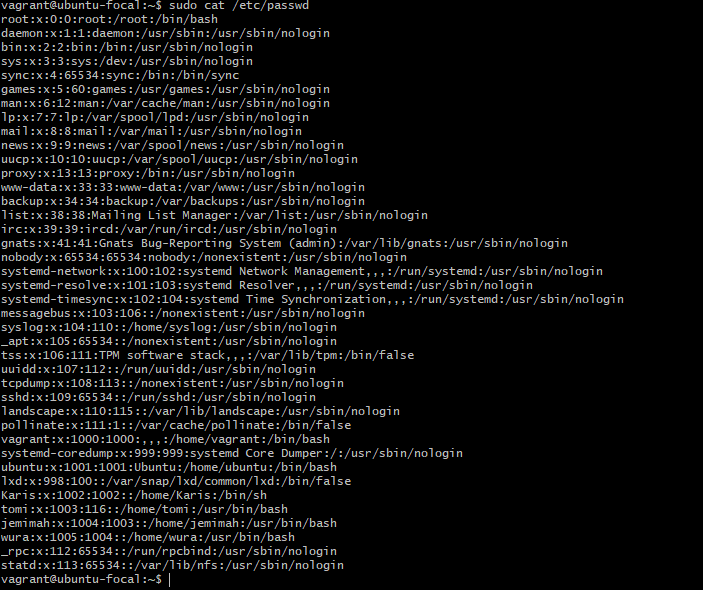 vagrant@ubuntu-focal:~$ sudo cat /etc/passwd
root:x:0:0:root:/root:/bin/bash
daemon:x:1:1:daemon:/usr/sbin:/usr/sbin/nologin
bin:x:2:2:bin:/bin:/usr/sbin/nologin
sys:x:3:3:sys:/dev:/usr/sbin/nologin
sync:x:4:65534:sync:/bin:/bin/sync
games:x:5:60:games:/usr/games:/usr/sbin/nologin
man:x:6:12:man:/var/cache/man:/usr/sbin/nologin
lp:x:7:7:lp:/var/spool/lpd:/usr/sbin/nologin
mail:x:8:8:mail:/var/mail:/usr/sbin/nologin
news:x:9:9:news:/var/spool/news:/usr/sbin/nologin
uucp:x:10:10:uucp:/var/spool/uucp:/usr/sbin/nologin
proxy:x:13:13:proxy:/bin:/usr/sbin/nologin
www-data:x:33:33:www-data:/var/www:/usr/sbin/nologin
backup:x:34:34:backup:/var/backups:/usr/sbin/nologin
list:x:38:38:Mailing List Manager:/var/list:/usr/sbin/nologin
irc:x:39:39:ircd:/var/run/ircd:/usr/sbin/nologin
gnats:x:41:41:Gnats Bug-Reporting System (admin):/var/lib/gnats:/usr/sbin/nologin
nobody:x:65534:65534:nobody:/nonexistent:/usr/sbin/nologin
systemd-network:x:100:102:systemd Network Management,,,:/run/systemd:/usr/sbin/nologin
systemd-resolve:x:101:103:systemd Resolver,,,:/run/systemd:/usr/sbin/nologin
systemd-timesync:x:102:104:systemd Time Synchronization,,,:/run/systemd:/usr/sbin/nologin
messagebus:x:103:106::/nonexistent:/usr/sbin/nologin
syslog:x:104:110::/home/syslog:/usr/sbin/nologin
_apt:x:105:65534::/nonexistent:/usr/sbin/nologin
tss:x:106:111:TPM software stack,,,:/var/lib/tpm:/bin/false
uuidd:x:107:112::/run/uuidd:/usr/sbin/nologin
tcpdump:x:108:113::/nonexistent:/usr/sbin/nologin
sshd:x:109:65534::/run/sshd:/usr/sbin/nologin
landscape:x:110:115::/var/lib/landscape:/usr/sbin/nologin
pollinate:x:111:1::/var/cache/pollinate:/bin/false
vagrant:x:1000:1000:,,,:/home/vagrant:/bin/bash
systemd-coredump:x:999:999:systemd Core Dumper:/:/usr/sbin/nologin
ubuntu:x:1001:1001:Ubuntu:/home/ubuntu:/bin/bash
lxd:x:998:100::/var/snap/lxd/common/lxd:/bin/false
Karis:x:1002:1002::/home/Karis:/bin/sh
tomi:x:1003:116::/home/tomi:/usr/bin/bash
jemimah:x:1004:1003::/home/jemimah:/usr/bin/bash
wura:x:1005:1004::/home/wura:/usr/bin/bash
_rpc:x:112:65534::/run/rpcbind:/usr/sbin/nologin
statd:x:113:65534::/var/lib/nfs:/usr/sbin/nologin
vagrant@ubuntu-focal:~$